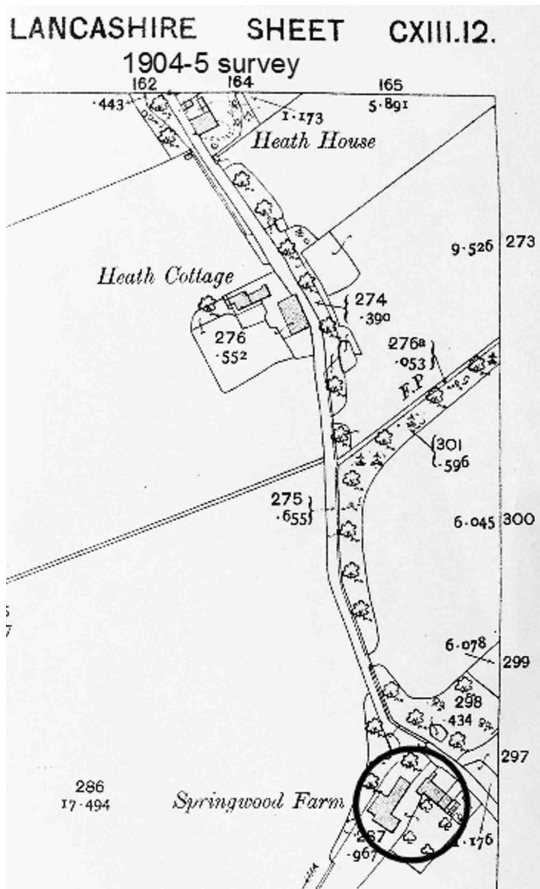 LANCASHIRE SHEET CXIII.12.
1904-5 survey
162 164 165
.443 1.173 5.891
Heath House
9.526 273
Heath Cottage
274
.390
276
.552
276a
.053
F.P
301
.596
275
.655
6.045 300
6.078
299
298
.434
297
286
17.494
Springwood Farm
287
.967
1.176